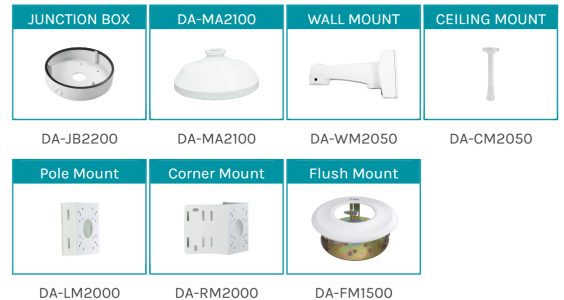 JUNCTION BOX
DA-MA2100
WALL MOUNT
CEILING MOUNT
DA-JB2200
DA-MA2100
DA-WM2050
DA-CM2050
Pole Mount
Corner Mount
Flush Mount
DA-LM2000
DA-RM2000
DA-FM1500